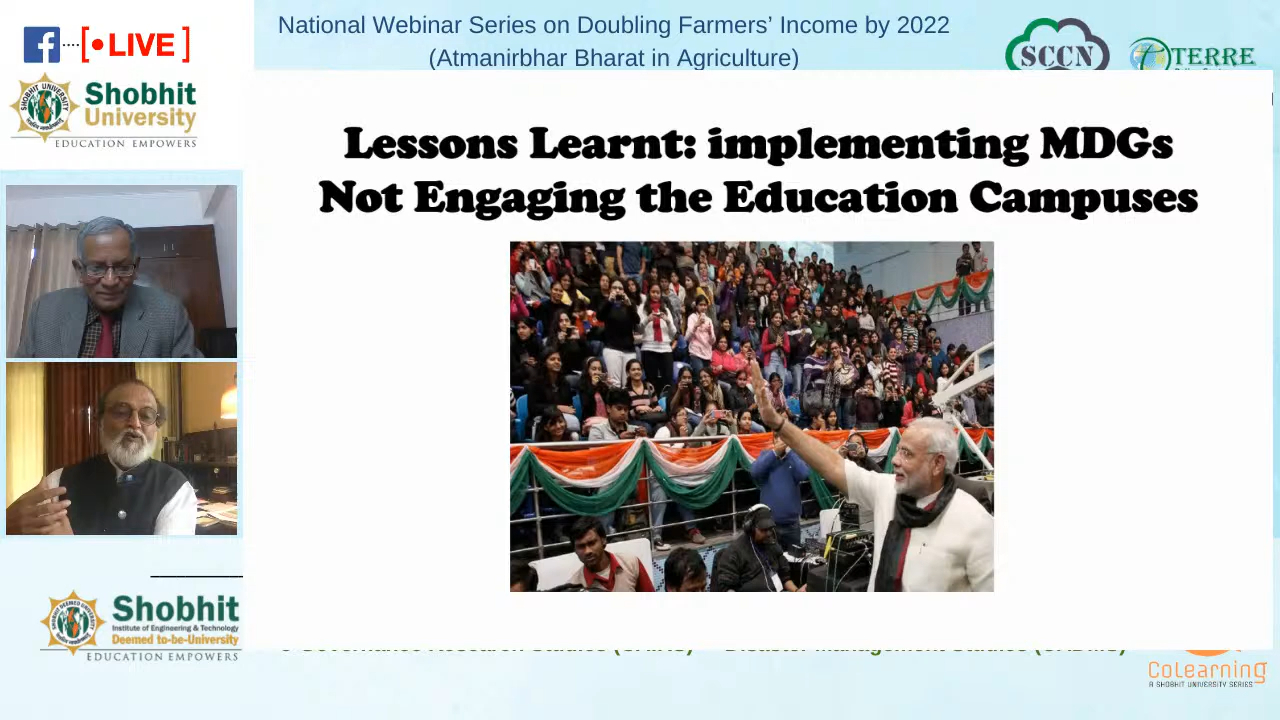 National Webinar Series on Doubling Farmers' Income by 2022
(Atmanirbhar Bharat in Agriculture)
LIVE
SHOBHIT UNIVERSITY
Shobhit
University
EDUCATION EMPOWERS
SCCN
TERRE
Lessons Learnt: implementing MDGs
Not Engaging the Education Campuses
Shobhit
Institute of Engineering & Technology
Deemed to-be-University
EDUCATION EMPOWERS
CoLearning
A SHOBHIT UNIVERSITY SERIES